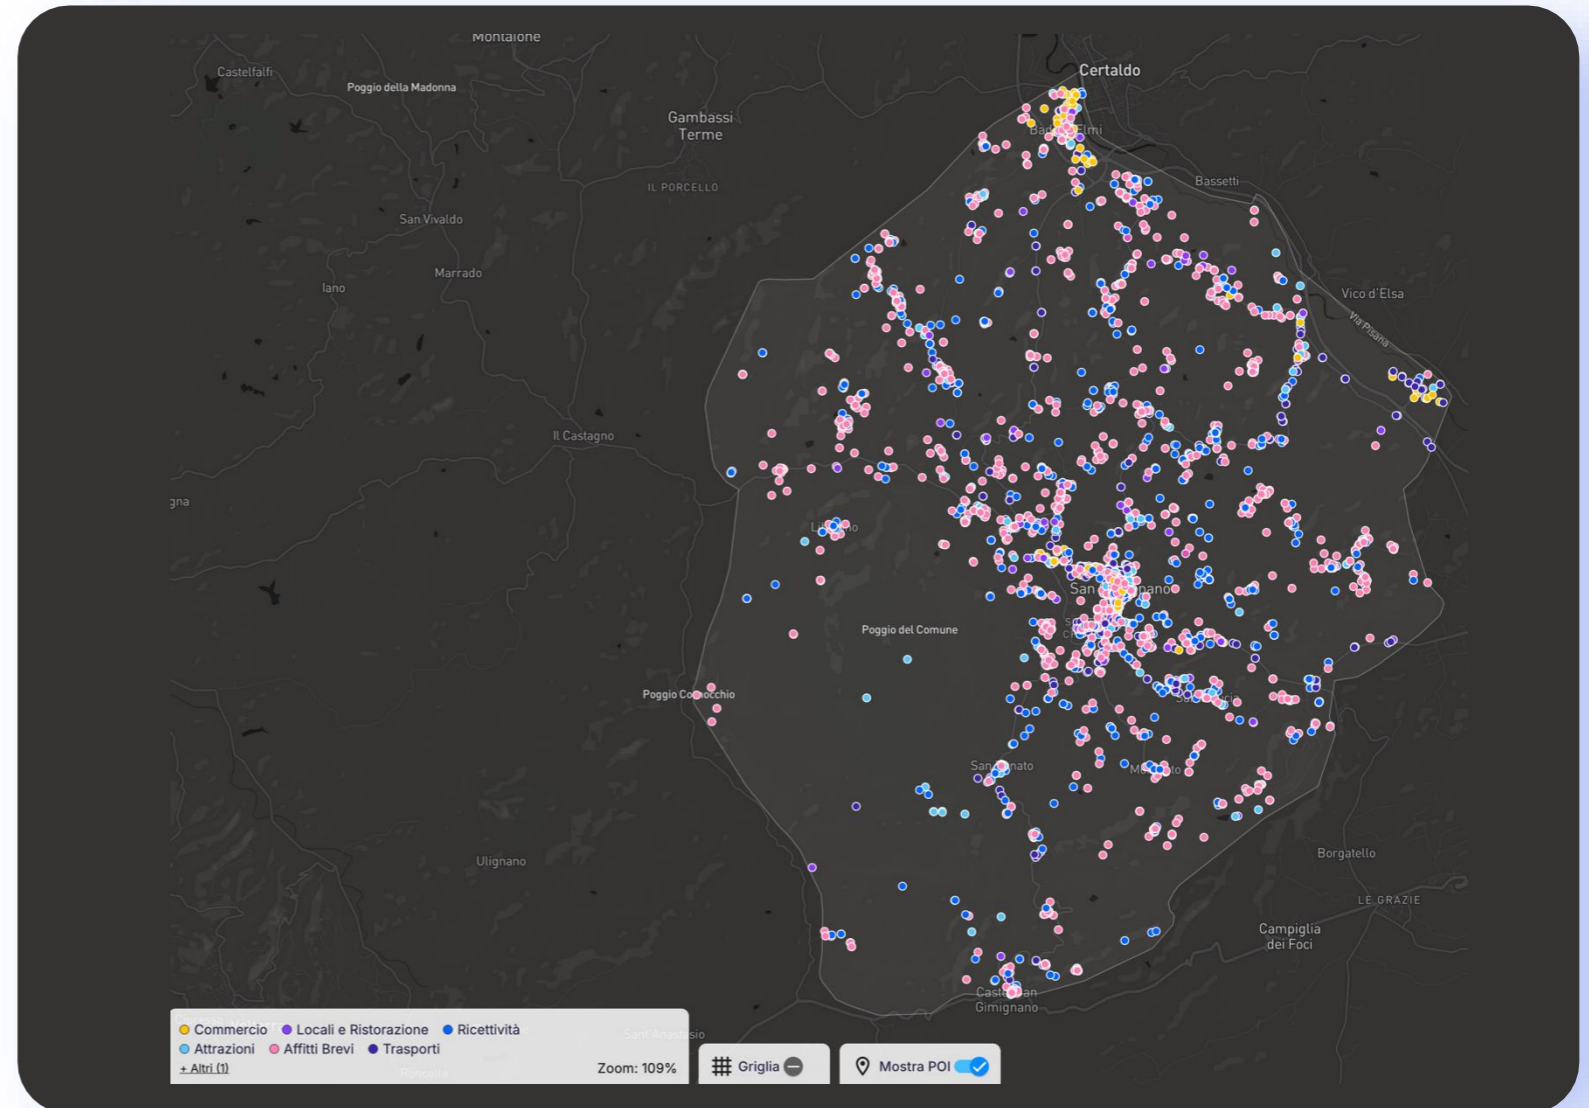 Montaione
Certaldo
Castelfalfi
Poggio della Madonna
Gambassi
Terme
IL PORCELLO
Bassetti
San Vivaldo
Marrado
Iano
Vico d'Elsa
Via Pisana
Il Castagno
gna
Poggio del Comune
Poggio Cornocchio
Ulignano
Borgatello
LE GRAZIE
Campiglia
dei Foci
Gimignano
Commercio
Locali e Ristorazione
Ricettività
Attrazioni
Affitti Brevi
Trasporti
+ Altri (1)
Zoom: 109%
Griglia
Mostra POI